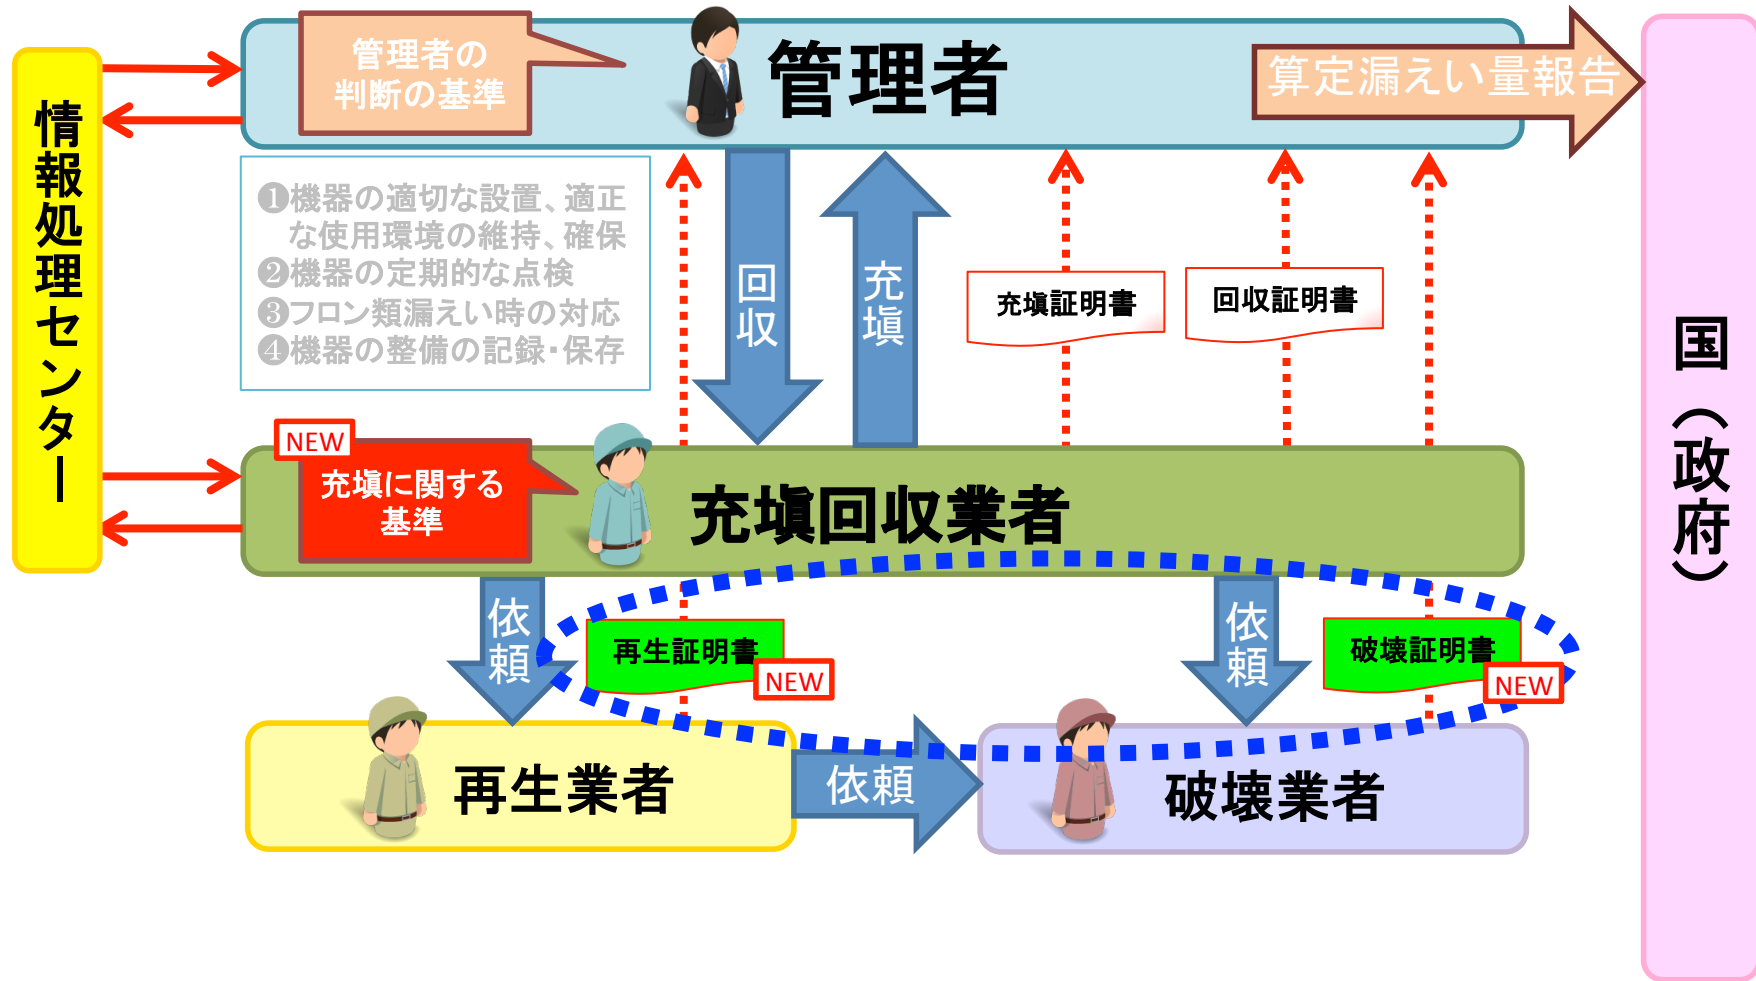 情報処理センター
管理者の
判断の基準
管理者
算定漏えい量報告
国（政府）
❶機器の適切な設置、適正
な使用環境の維持、確保
❷機器の定期的な点検
❸フロン類漏えい時の対応
❹機器の整備の記録・保存
回収
充塡
充塡証明書
回収証明書
NEW
充塡に関する
基準
充塡回収業者
依頼
再生証明書
NEW
依頼
破壊証明書
NEW
再生業者
依頼
破壊業者